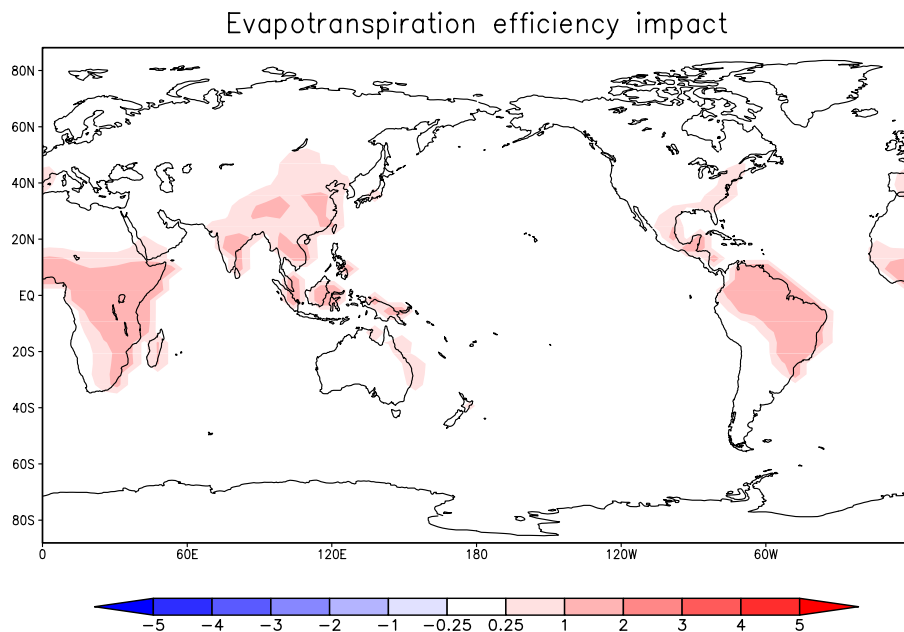 Evapotranspiration efficiency impact
80N
60N
40N
20N
EQ
20S
40S
60S
80S
0 60E 120E 180 120W 60W
-5 -4 -3 -2 -1 -0.25 0.25 1 2 3 4 5